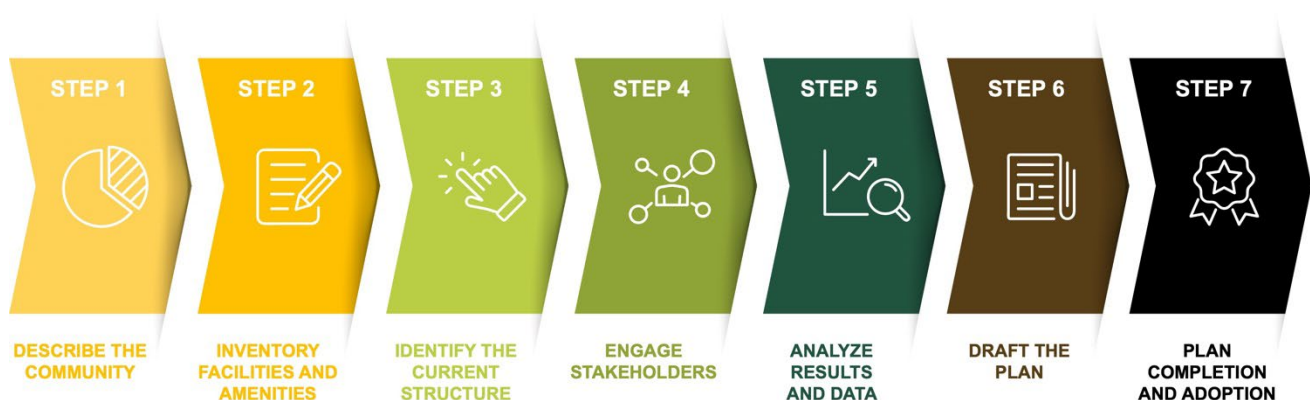 STEP 1
STEP 2
STEP 3
STEP 4
STEP 5
STEP 6
STEP 7
DESCRIBE THE
COMMUNITY
INVENTORY
FACILITIES AND
AMENITIES
IDENTIFY THE
CURRENT
STRUCTURE
ENGAGE
STAKEHOLDERS
ANALYZE
RESULTS
AND DATA
DRAFT THE
PLAN
PLAN
COMPLETION
AND ADOPTION